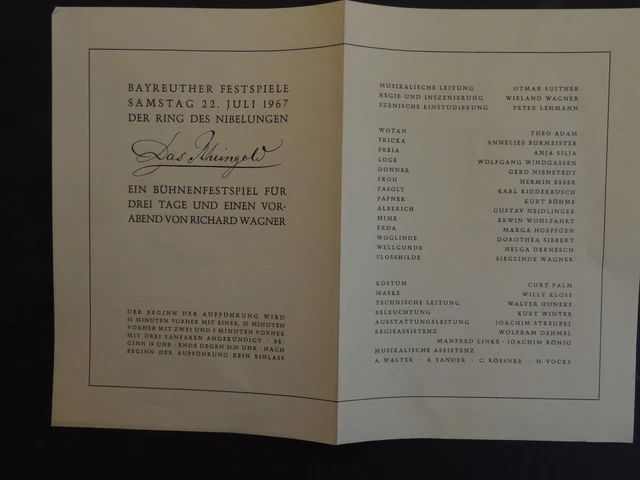 BAYREUTHER FESTSPIELE
SAMSTAG 22. JULI 1967
DER RING DES NIBELUNGEN
Das Rheingold
EIN BÜHNENFESTSPIEL FÜR
DREI TAGE UND EINEN VOR-
ABEND VON RICHARD WAGNER
DER BEGINN DER AUFFÜHRUNG WIRD
15 MINUTEN VORHER MIT EINER, 10 MINUTEN
VORHER MIT ZWEI UND 5 MINUTEN VORHER
MIT DREI FANFAREN ANGEKÜNDIGT · BE-
GINN 19 UHR · ENDE GEGEN 21.30 UHR · NACH
BEGINN DER AUFFÜHRUNG KEIN EINLASS
MUSIKALISCHE LEITUNG OTMAR SUITNER
REGIE UND INSZENIERUNG WIELAND WAGNER
SZENISCHE EINSTUDIERUNG PETER LEHMANN
WOTAN THEO ADAM
FRICKA ANNELIES BURMEISTER
FREIA ANJA SILJA
LOGE WOLFGANG WINDGASSEN
DONNER GERD NIENSTEDT
FROH HERMIN ESSER
FASOLT KARL RIDDERBUSCH
FAFNER KURT BÖHME
ALBERICH GUSTAV NEIDLINGER
MIME ERWIN WOHLFAHRT
ERDA MARGA HOEFFGEN
WOGLINDE DOROTHEA SIEBERT
WELLGUNDE HELGA DERNESCH
FLOSSHILDE SIEGLINDE WAGNER
KOSTÜM CURT PALM
MASKE WILLY KLOSE
TECHNISCHE LEITUNG WALTER HUNEKE
BELEUCHTUNG KURT WINTER
AUSSTATTUNGSLEITUNG JOACHIM STREUBEL
REGIEASSISTENZ WOLFRAM DEHMEL
MANFRED LINKE · JOACHIM KÖNIG
MUSIKALISCHE ASSISTENZ
A. WALTER · A. SANDER · C. RÖSSNER · H. VOCKE